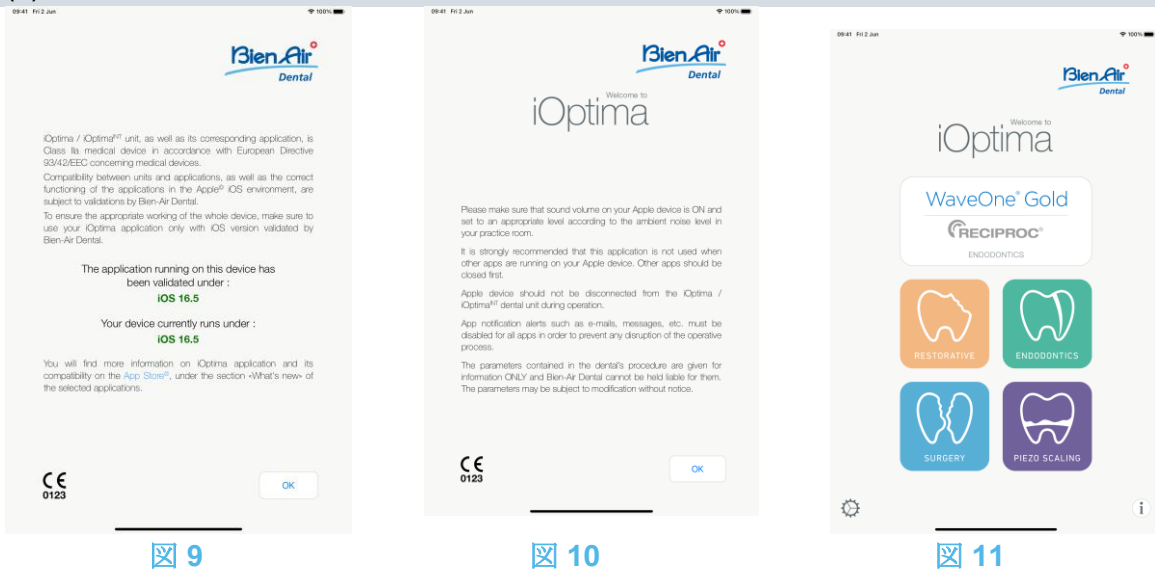 09:41 Fri 2 Jun
100%
Bien Air
Dental
iOptima / iOptimaINT unit, as well as its corresponding application, is
Class IIa medical device in accordance with European Directive
93/42/EEC concerning medical devices.
Compatibility between units and applications, as well as the correct
functioning of the applications in the Apple® iOS environment, are
subject to validations by Bien-Air Dental.
To ensure the appropriate working of the whole device, make sure to
use your iOptima application only with iOS version validated by
Bien-Air Dental.
The application running on this device has
been validated under :
iOS 16.5
Your device currently runs under :
iOS 16.5
You will find more information on iOptima application and its
compatibility on the App Store®, under the section «What's new» of
the selected applications.
CE
0123
OK
図 9
09:41 Fri 2 Jun
100%
Bien Air
Dental
Welcome to
iOptima
Please make sure that sound volume on your Apple device is ON and
set to an appropriate level according to the ambient noise level in
your practice room.
It is strongly recommended that this application is not used when
other apps are running on your Apple device. Other apps should be
closed first.
Apple device should not be disconnected from the iOptima /
iOptimaINT dental unit during operation.
App notification alerts such as e-mails, messages, etc. must be
disabled for all apps in order to prevent any disruption of the operative
process.
The parameters contained in the dental's procedure are given for
information ONLY and Bien-Air Dental cannot be held liable for them.
The parameters may be subject to modification without notice.
CE
0123
OK
図 10
09:41 Fri 2 Jun
100%
Bien Air
Dental
Welcome to
iOptima
WaveOne® Gold
RECIPROC®
ENDODONTICS
RESTORATIVE
ENDODONTICS
SURGERY
PIEZO SCALING
i
図 11